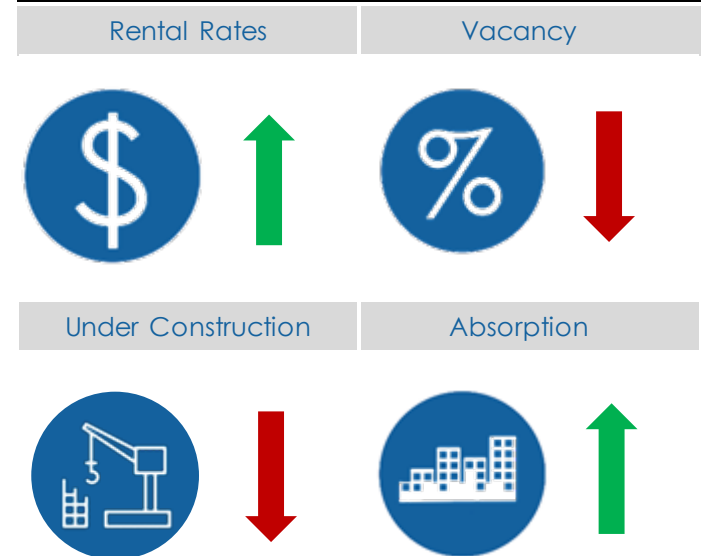 Rental Rates
Vacancy
$
%
Under Construction
Absorption